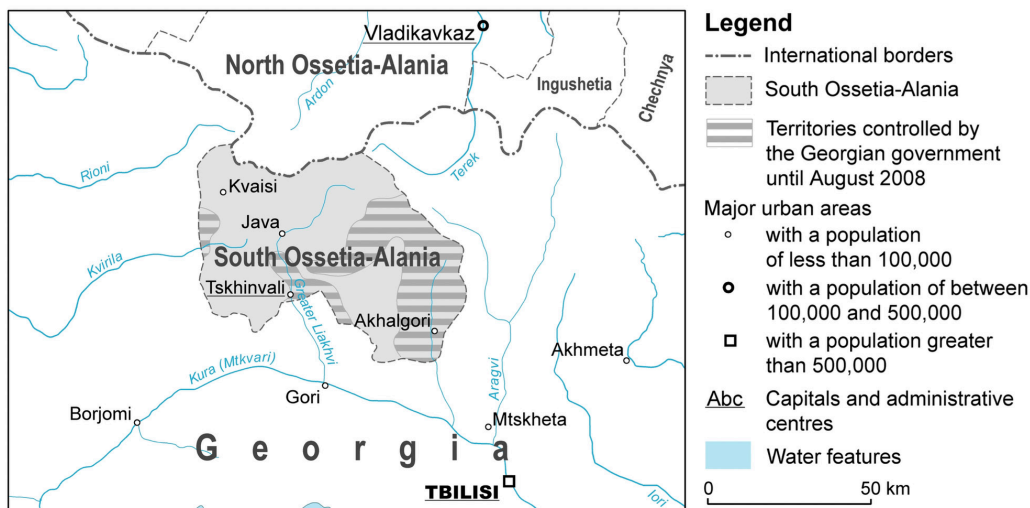 Vladikavkaz
North Ossetia-Alania
Ardon
Ingushetia
Chechnya
Rioni
Terek
Kvaisi
Java
Kvirila
South Ossetia-Alania
Tskhinvali
Greater Liakhvi
Akhalgori
Aragvi
Akhmeta
Kura (Mtkvari)
Gori
Borjomi
Mtskheta
Georgia
TBILISI
Iori
Legend
International borders
South Ossetia-Alania
Territories controlled by
the Georgian government
until August 2008
Major urban areas
with a population
of less than 100,000
with a population of between
100,000 and 500,000
with a population greater
than 500,000
Abc Capitals and administrative
centres
Water features
0 50 km